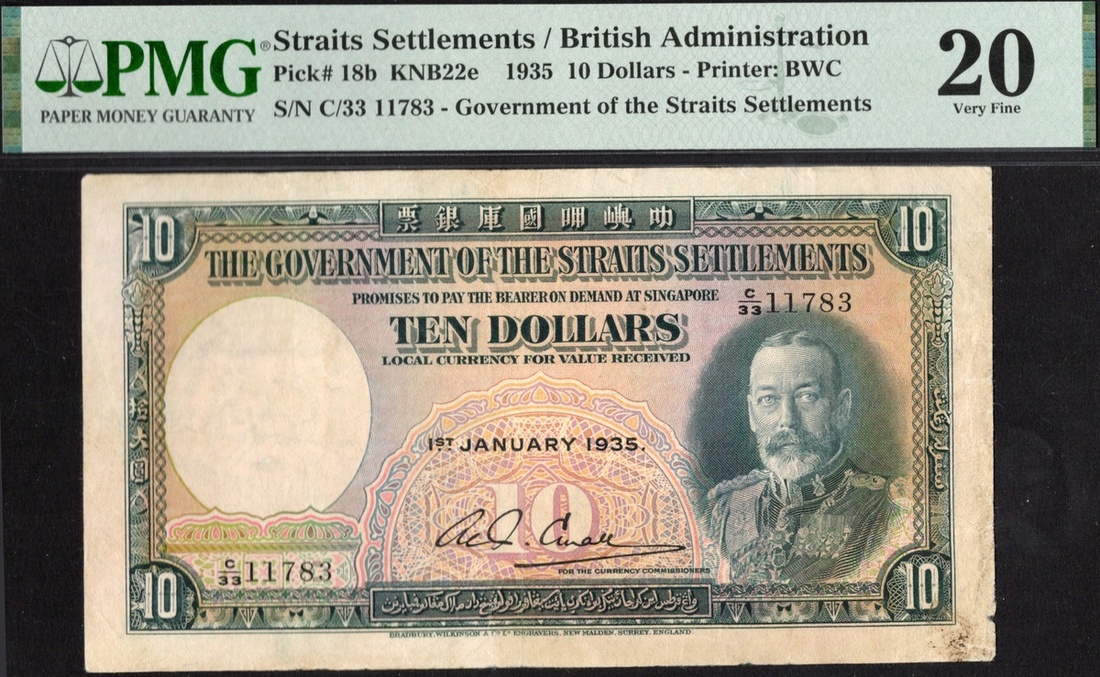 PMG®
PAPER MONEY GUARANTY
Straits Settlements / British Administration
Pick# 18b KNB22e 1935 10 Dollars - Printer: BWC
S/N C/33 11783 - Government of the Straits Settlements
20
Very Fine
叻嶼呷國庫銀票
10
10
THE GOVERNMENT OF THE STRAITS SETTLEMENTS
PROMISES TO PAY THE BEARER ON DEMAND AT SINGAPORE
C/33 11783
TEN DOLLARS
LOCAL CURRENCY FOR VALUE RECEIVED
拾大圓
1ST JANUARY 1935.
10
C/33 11783
FOR THE CURRENCY COMMISSIONERS
10
10
BRADBURY, WILKINSON & Co Ld ENGRAVERS, NEW MALDEN, SURREY, ENGLAND